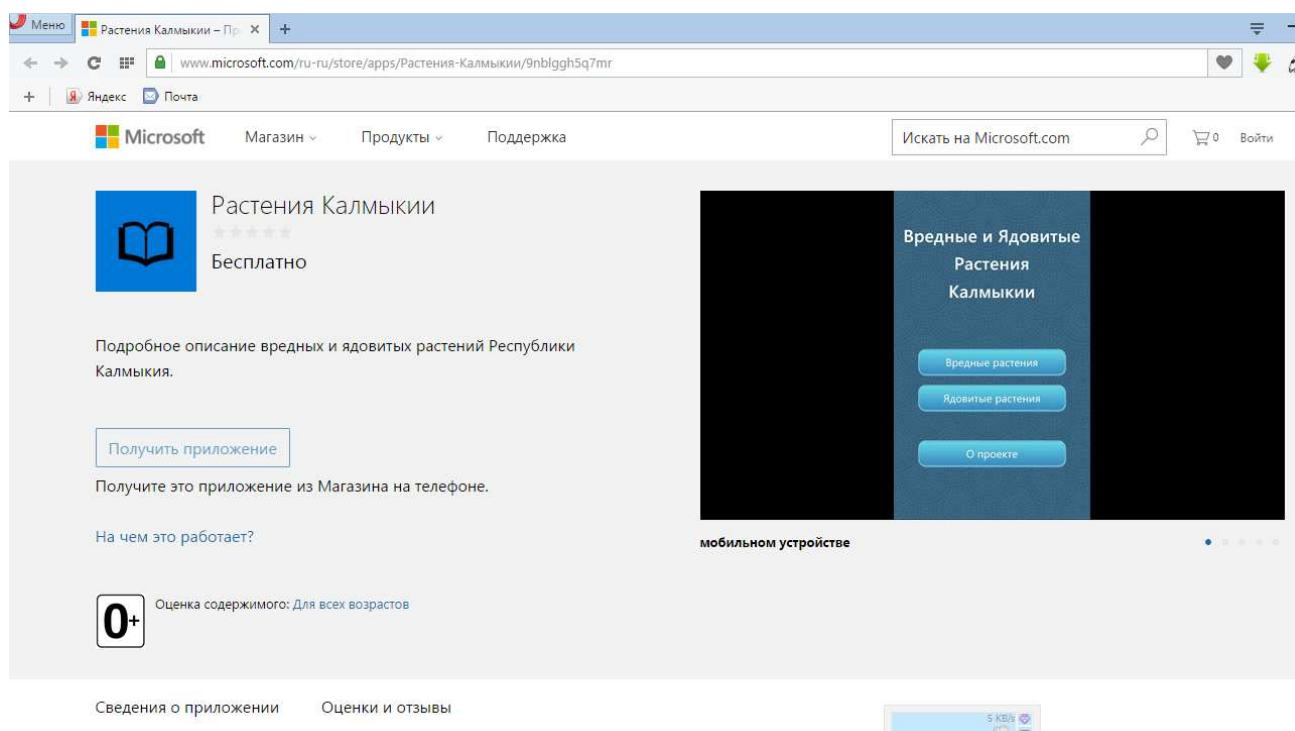 Меню
Растения Калмыкии – Пр
www.microsoft.com/ru-ru/store/apps/Растения-Калмыкии/9nblggh5q7mr
Яндекс Почта
Microsoft Магазин Продукты Поддержка Искать на Microsoft.com 0 Войти
Растения Калмыкии
Бесплатно
Подробное описание вредных и ядовитых растений Республики
Калмыкия.
Получить приложение
Получите это приложение из Магазина на телефоне.
На чем это работает?
0+
Оценка содержимого: Для всех возрастов
Вредные и Ядовитые
Растения
Калмыкии
Вредные растения
Ядовитые растения
О проекте
мобильном устройстве
Сведения о приложении Оценки и отзывы
5 KB/s